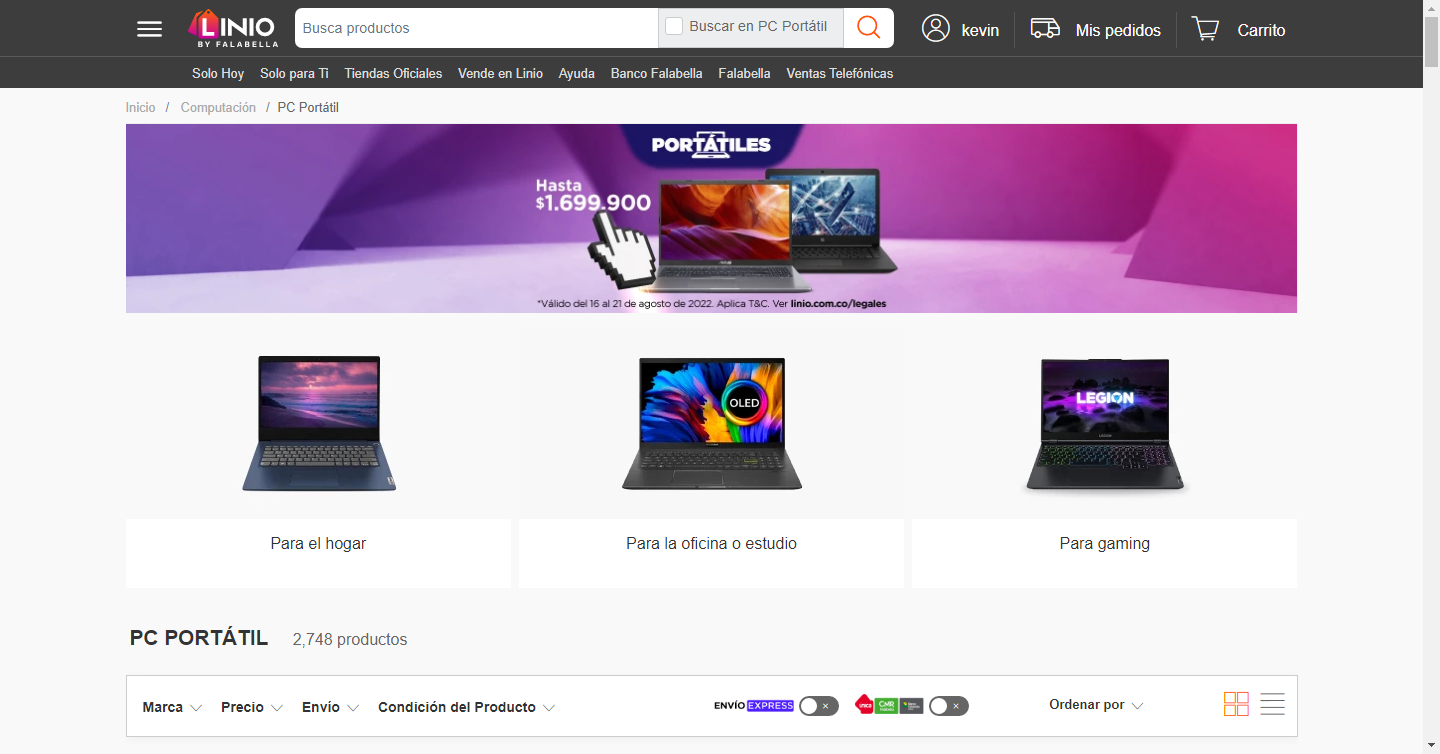 LINIO
BY FALABELLA
Busca productos
Buscar en PC Portátil
kevin
Mis pedidos
Carrito
Solo Hoy
Solo para Ti
Tiendas Oficiales
Vende en Linio
Ayuda
Banco Falabella
Falabella
Ventas Telefónicas
Inicio / Computación / PC Portátil
PORTÁTILES
Hasta
$1.699.900
*Válido del 16 al 21 de agosto de 2022. Aplica T&C. Ver linio.com.co/legales
OLED
LEGION
Para el hogar
Para la oficina o estudio
Para gaming
PC PORTÁTIL
2,748 productos
Marca
Precio
Envío
Condición del Producto
ENVÍO EXPRESS
CMR
Ordenar por